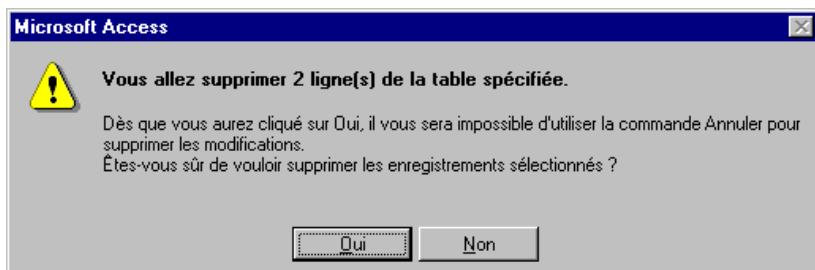 Microsoft Access
Vous allez supprimer 2 ligne(s) de la table spécifiée.
Dès que vous aurez cliqué sur Oui, il vous sera impossible d'utiliser la commande Annuler pour
supprimer les modifications.
Êtes-vous sûr de vouloir supprimer les enregistrements sélectionnés ?
Oui Non